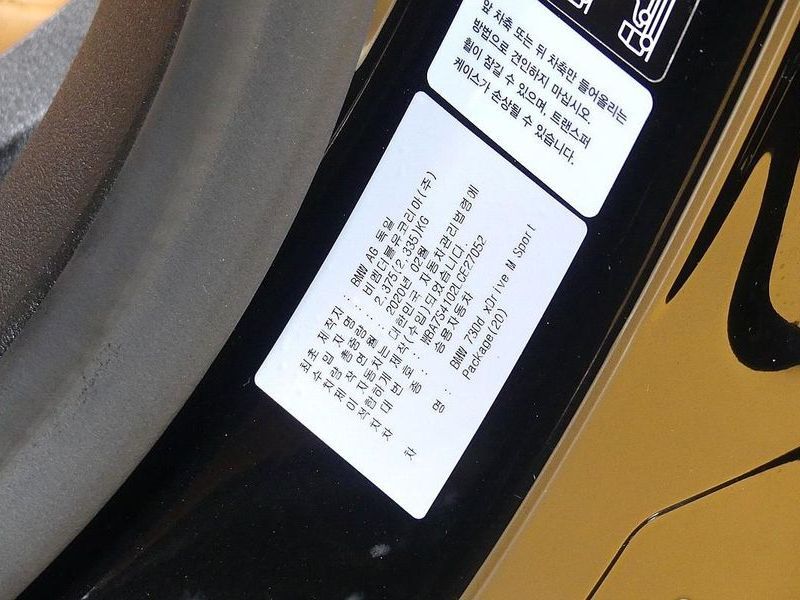 앞 차축 또는 뒤 차축만 들어올리는
방법으로 견인하지 마십시오.
휠이 잠길 수 있으며, 트랜스퍼
케이스가 손상될 수 있습니다.
최초 제작자 : BMW AG 독일
수 입 자 명 : 비엠더블유코리아(주)
차 량 총 중 량 : 2,375(2,335)KG
제 작 연 월 : 2020년 02월
이 자동차는 대한민국 자동차관리법령에
적합하게 제작(수입)되었습니다.
차 대 번 호 : WBA7S4102LCE27052
차 종 : 승용자동차
차 명 : BMW 730d xDrive M Sport
Package(20)